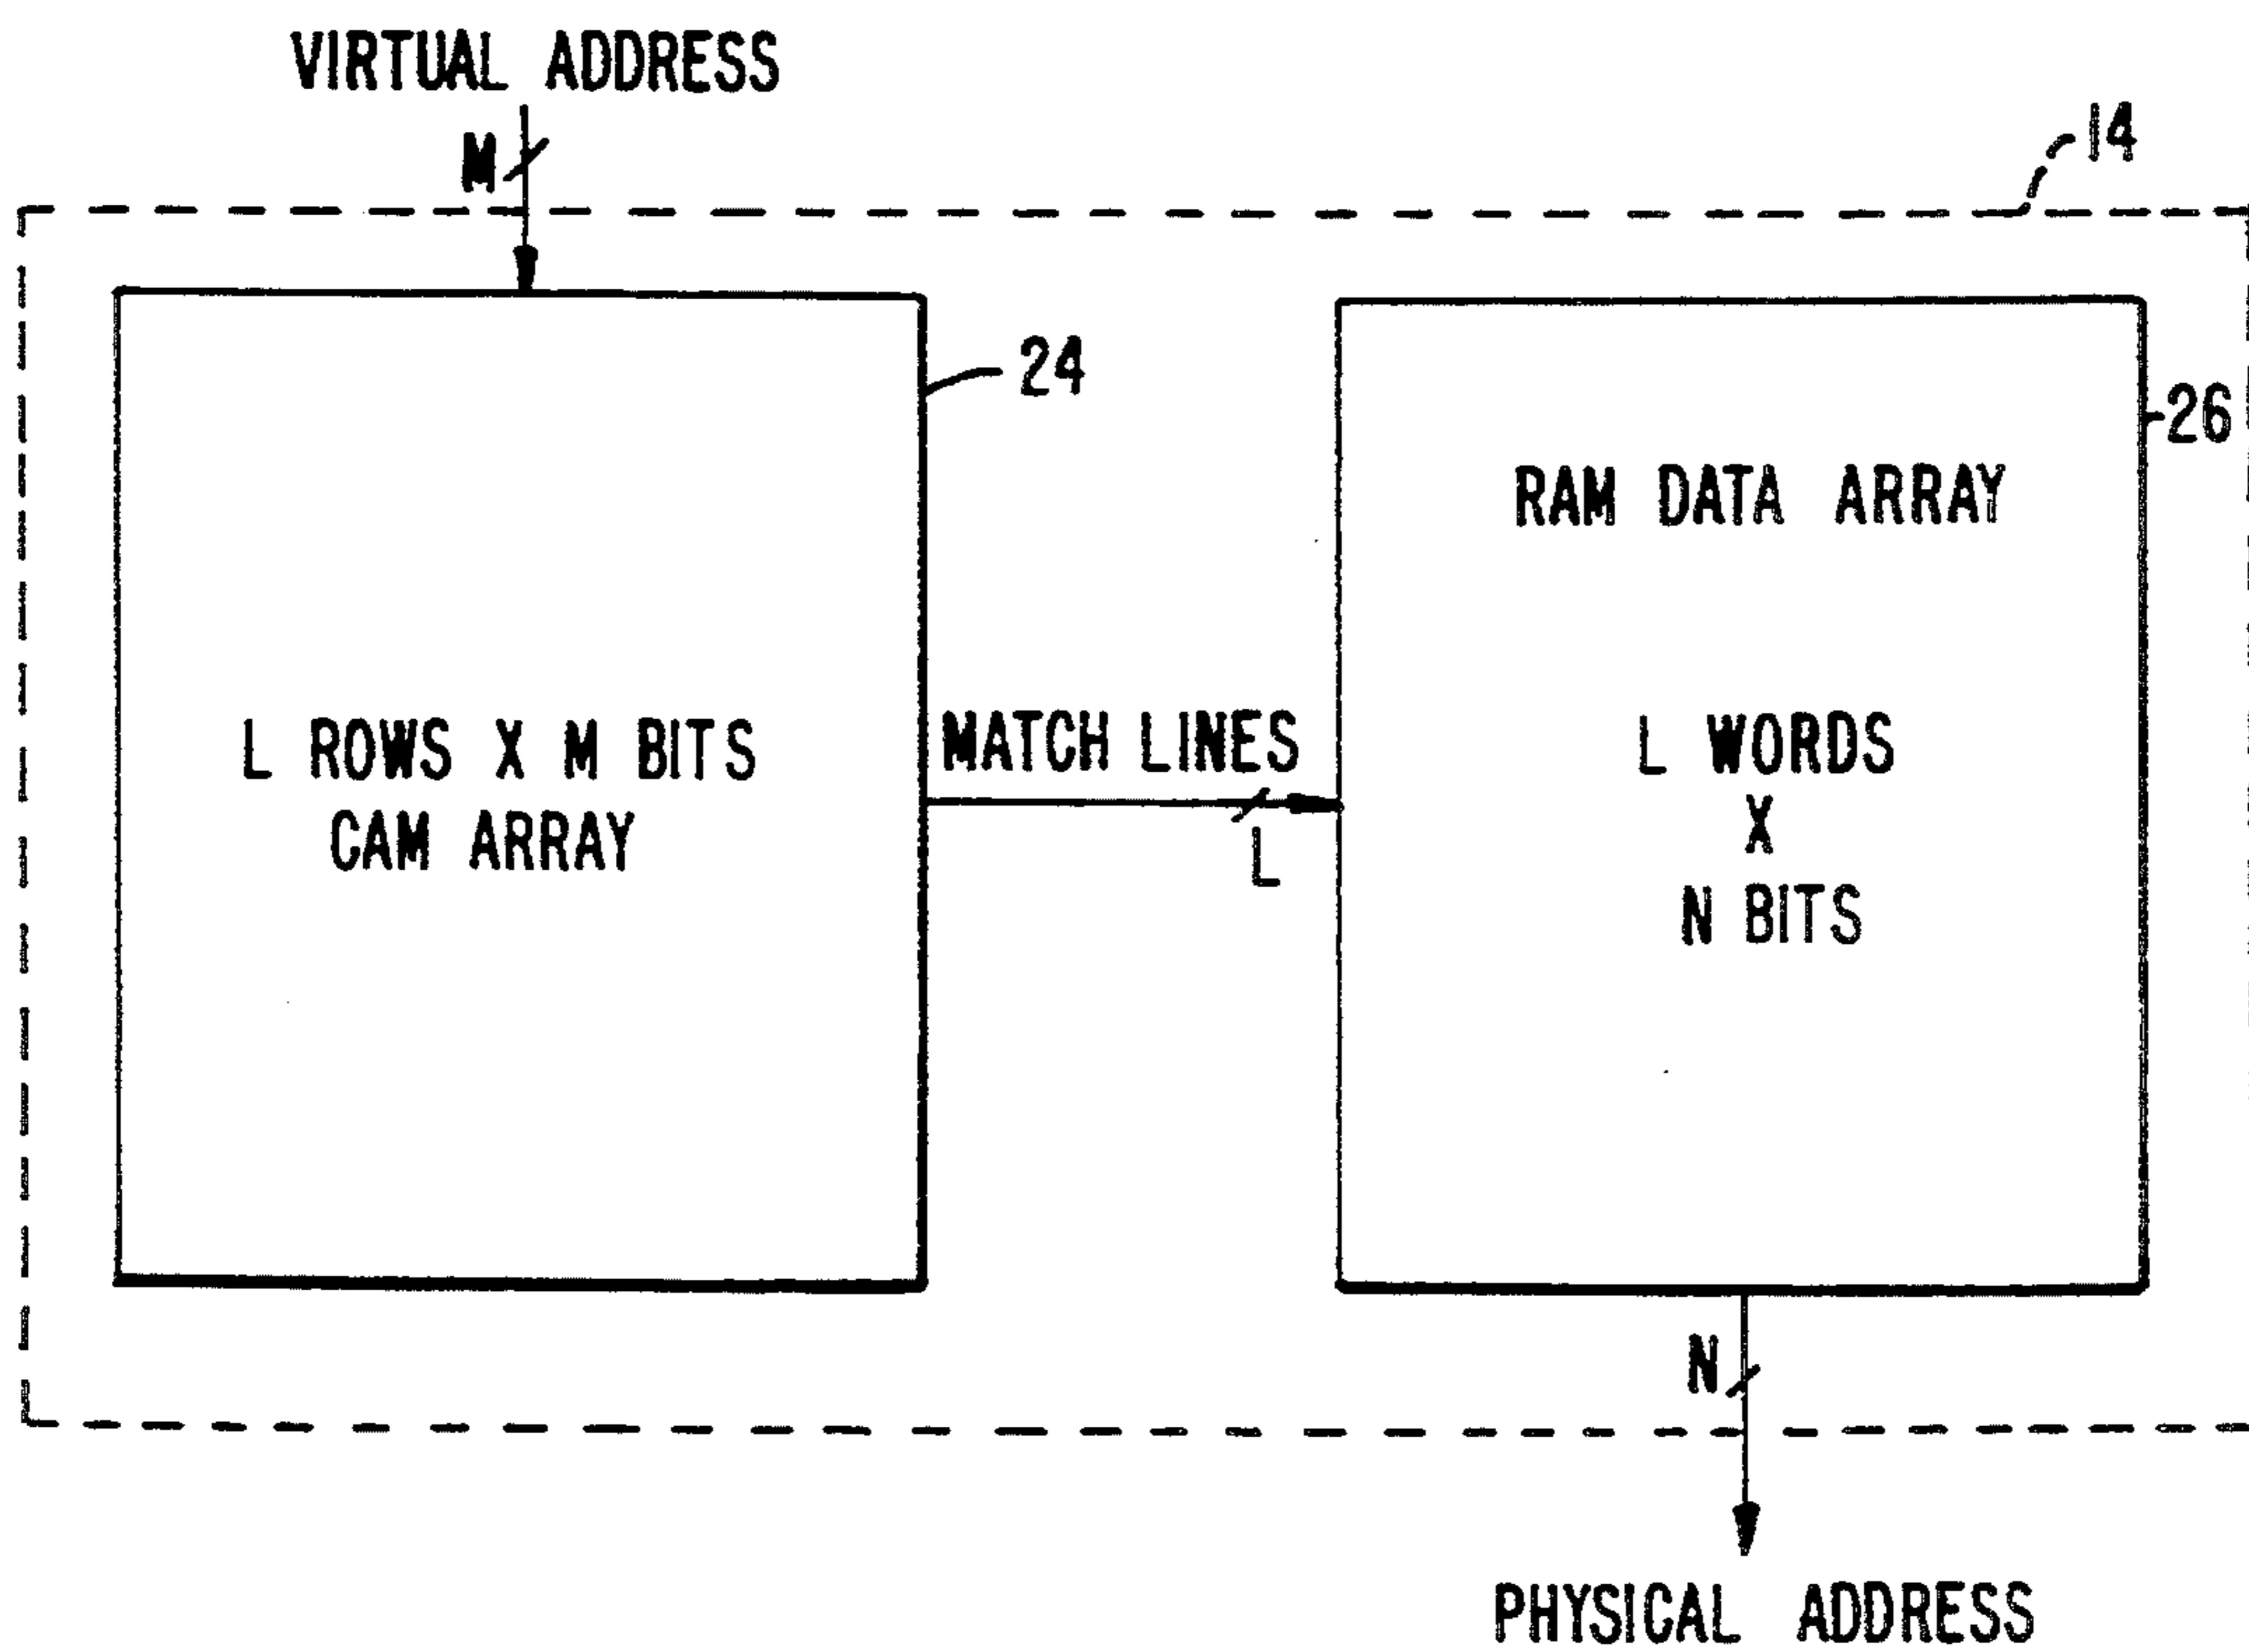 VIRTUAL ADDRESS
M
14
24
26
RAM DATA ARRAY
L ROWS X M BITS
CAM ARRAY
MATCH LINES
L
L WORDS
X
N BITS
N
PHYSICAL ADDRESS